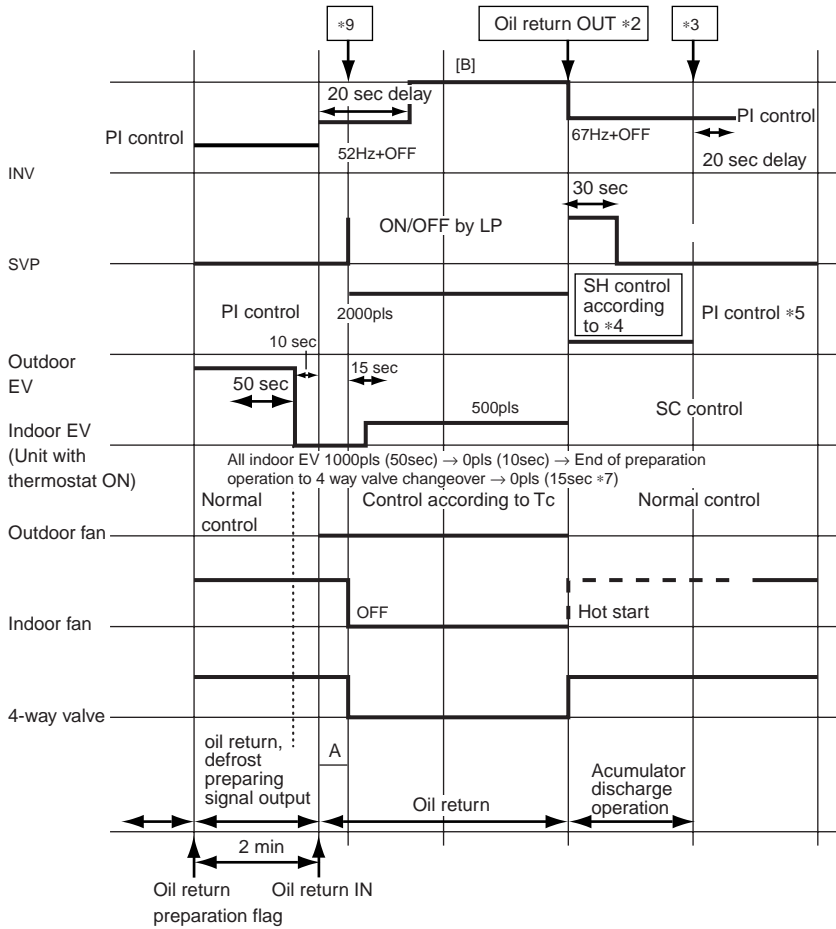 *9
Oil return OUT *2
*3
[B]
20 sec delay
PI control
PI control
52Hz+OFF
67Hz+OFF
20 sec delay
INV
30 sec
ON/OFF by LP
SVP
PI control
2000pls
SH control
according
to *4
PI control *5
10 sec
Outdoor
EV
15 sec
50 sec
500pls
SC control
Indoor EV
(Unit with
thermostat ON)
All indoor EV 1000pls (50sec) → 0pls (10sec) → End of preparation
operation to 4 way valve changeover → 0pls (15sec *7)
Normal
control
Control according to Tc
Normal control
Outdoor fan
OFF
Hot start
Indoor fan
4-way valve
oil return,
defrost
preparing
signal output
A
Acumulator
discharge
operation
Oil return
2 min
Oil return
preparation flag
Oil return IN